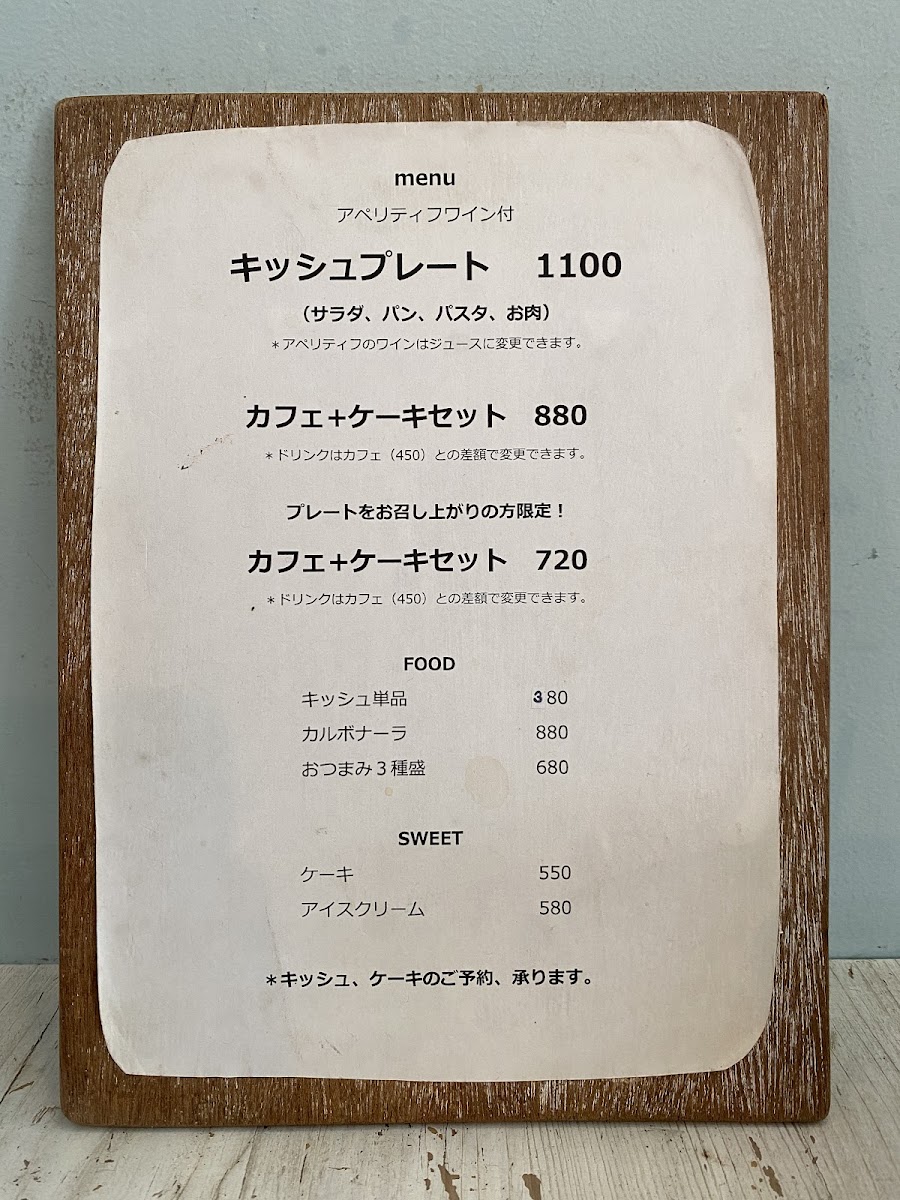 menu
アペリティフワイン付
キッシュプレート 1100
（サラダ、パン、パスタ、お肉）
＊アペリティフのワインはジュースに変更できます。
カフェ+ケーキセット 880
＊ドリンクはカフェ（450）との差額で変更できます。
プレートをお召し上がりの方限定！
カフェ+ケーキセット 720
＊ドリンクはカフェ（450）との差額で変更できます。
FOOD
キッシュ単品 380
カルボナーラ 880
おつまみ３種盛 680
SWEET
ケーキ 550
アイスクリーム 580
＊キッシュ、ケーキのご予約、承ります。